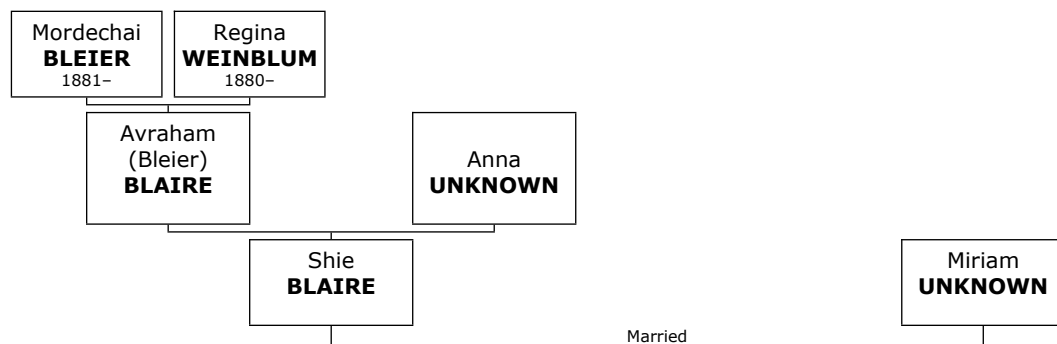 Mordechai
BLEIER
1881–
Regina
WEINBLUM
1880–
Avraham
(Bleier)
BLAIRE
Anna
UNKNOWN
Shie
BLAIRE
Miriam
UNKNOWN
Married